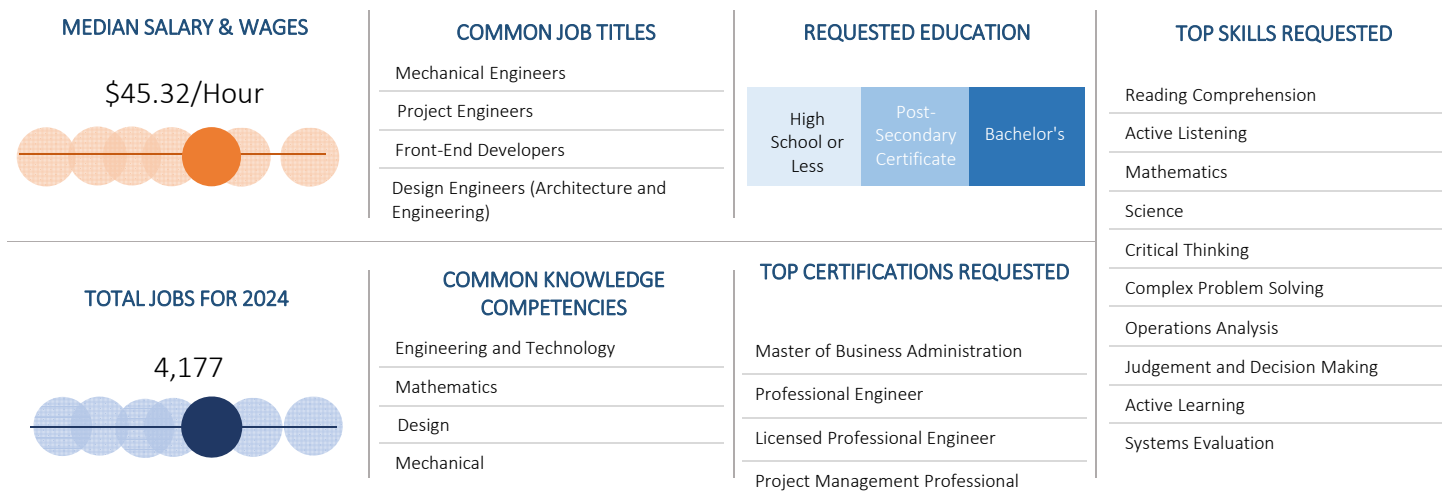 MEDIAN SALARY & WAGES
$45.32/Hour
COMMON JOB TITLES
Mechanical Engineers
Project Engineers
Front-End Developers
Design Engineers (Architecture and
Engineering)
REQUESTED EDUCATION
High
School or
Less
Post-
Secondary
Certificate
Bachelor's
TOP SKILLS REQUESTED
Reading Comprehension
Active Listening
Mathematics
Science
Critical Thinking
Complex Problem Solving
Operations Analysis
Judgement and Decision Making
Active Learning
Systems Evaluation
TOTAL JOBS FOR 2024
4,177
COMMON KNOWLEDGE
COMPETENCIES
Engineering and Technology
Mathematics
Design
Mechanical
TOP CERTIFICATIONS REQUESTED
Master of Business Administration
Professional Engineer
Licensed Professional Engineer
Project Management Professional